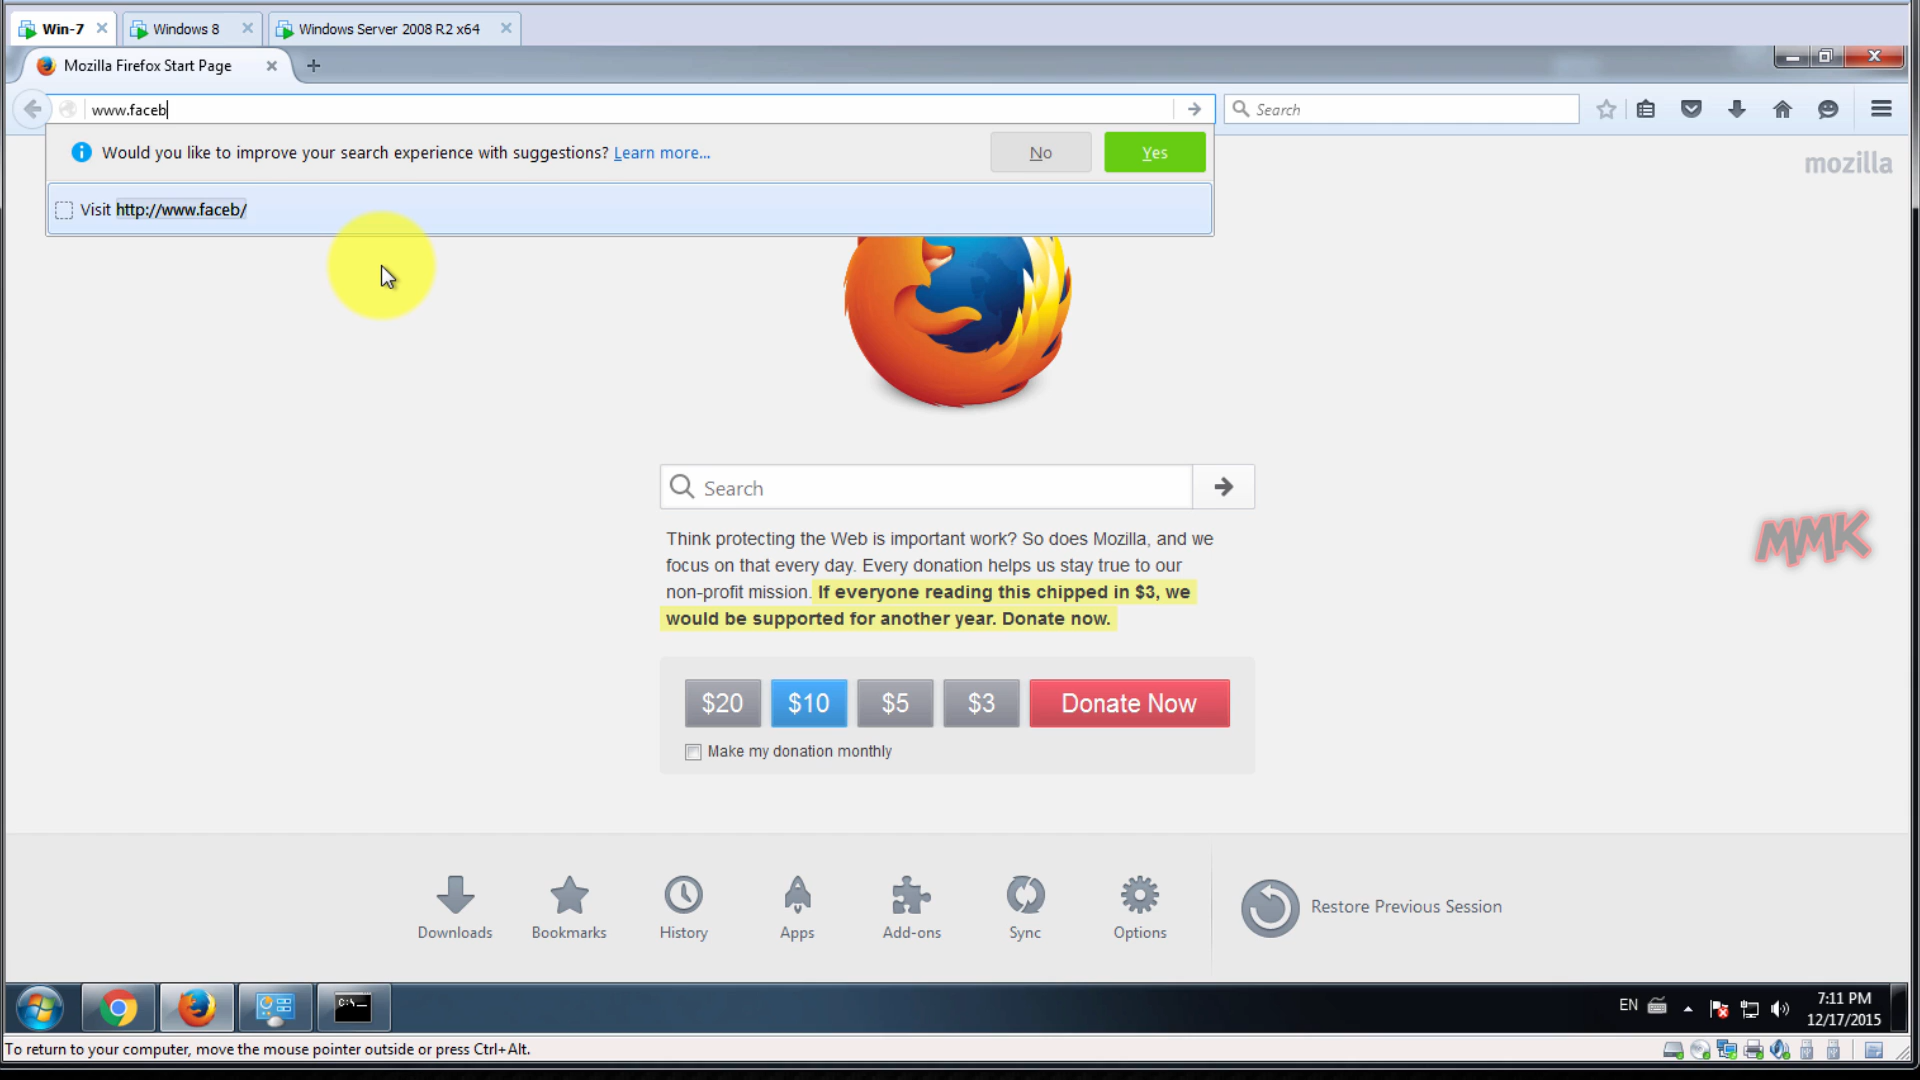 Win-7
Windows 8
Windows Server 2008 R2 x64
Mozilla Firefox Start Page
www.faceb
Search
Would you like to improve your search experience with suggestions? Learn more...
No
Yes
mozilla
Visit http://www.faceb/
Search
MMK
Think protecting the Web is important work? So does Mozilla, and we
focus on that every day. Every donation helps us stay true to our
non-profit mission. If everyone reading this chipped in $3, we
would be supported for another year. Donate now.
$20
$10
$5
$3
Donate Now
Make my donation monthly
Downloads
Bookmarks
History
Apps
Add-ons
Sync
Options
Restore Previous Session
C:\
EN
7:11 PM
12/17/2015
To return to your computer, move the mouse pointer outside or press Ctrl+Alt.